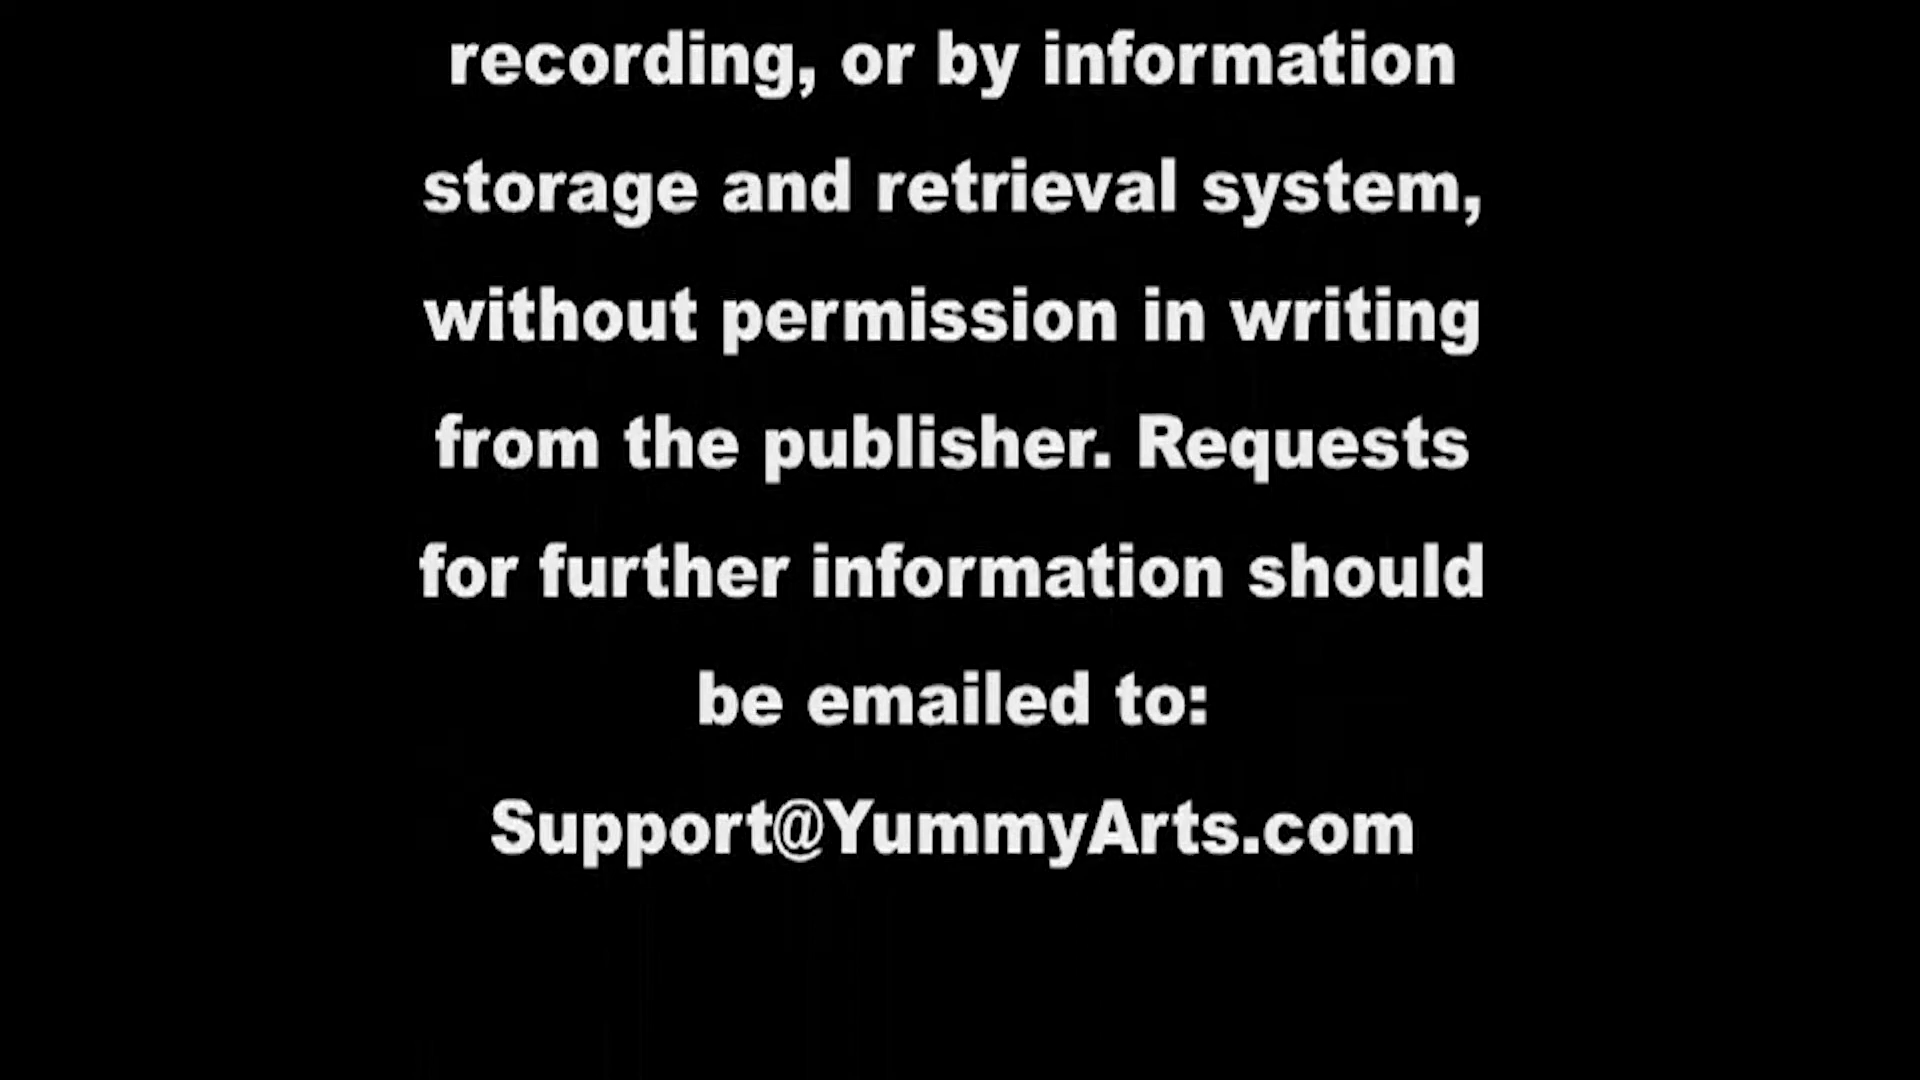 recording, or by information
storage and retrieval system,
without permission in writing
from the publisher. Requests
for further information should
be emailed to:
Support@YummyArts.com